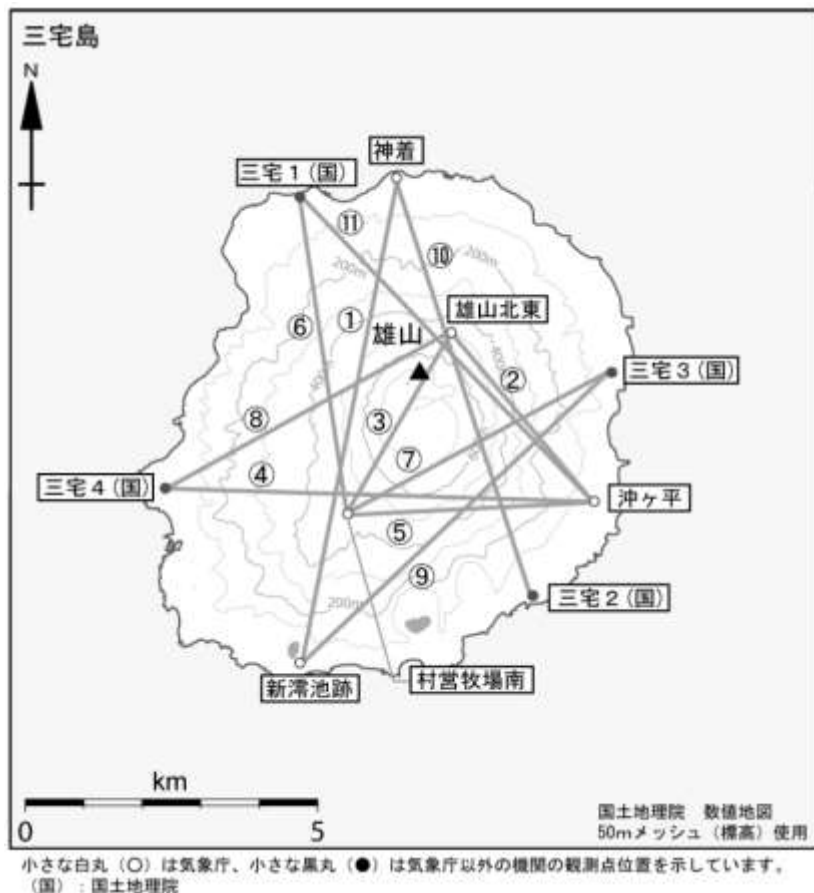 三宅島
N
神着
三宅1(国)
⑪
200m
⑩
200m
雄山北東
⑥
①
雄山
三宅3(国)
400m
400m
②
⑧
③
⑦
三宅4(国)
④
沖ヶ平
⑤
⑨
200m
三宅2(国)
新澪池跡
村営牧場南
km
0
5
国土地理院 数値地図
50mメッシュ(標高)使用
小さな白丸(○)は気象庁、小さな黒丸(●)は気象庁以外の機関の観測点位置を示しています。
(国):国土地理院